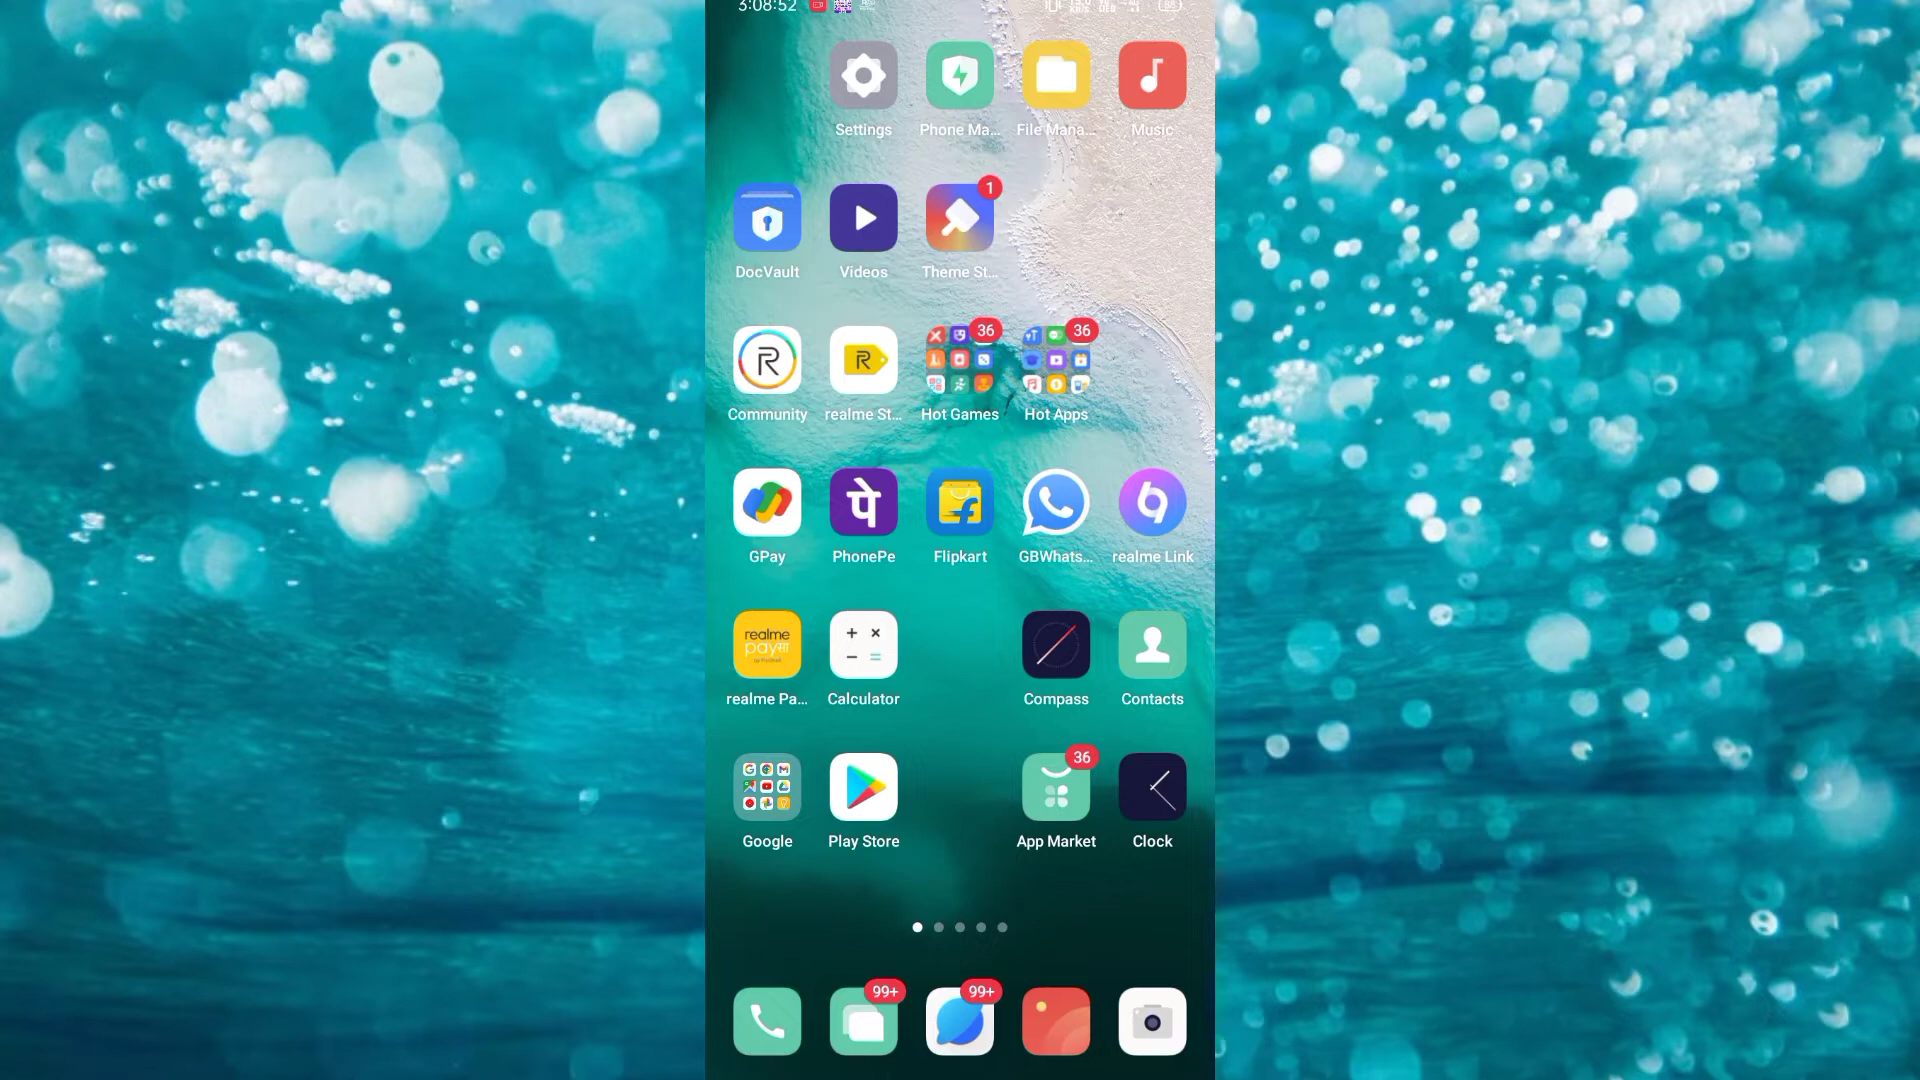 3:08:52
Settings
Phone Ma...
File Mana...
Music
1
DocVault
Videos
Theme St...
36
36
Community
realme St...
Hot Games
Hot Apps
पे
GPay
PhonePe
Flipkart
GBWhats...
realme Link
realme
payसा
realme Pa...
Calculator
Compass
Contacts
36
Google
Play Store
App Market
Clock
99+
99+